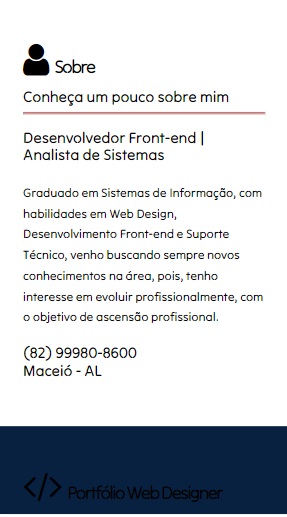 Sobre
Conheça um pouco sobre mim
Desenvolvedor Front-end |
Analista de Sistemas
Graduado em Sistemas de Informação, com
habilidades em Web Design,
Desenvolvimento Front-end e Suporte
Técnico, venho buscando sempre novos
conhecimentos na área, pois, tenho
interesse em evoluir profissionalmente, com
o objetivo de ascensão profissional.
(82) 99980-8600
Maceió - AL
</> Portfólio Web Designer